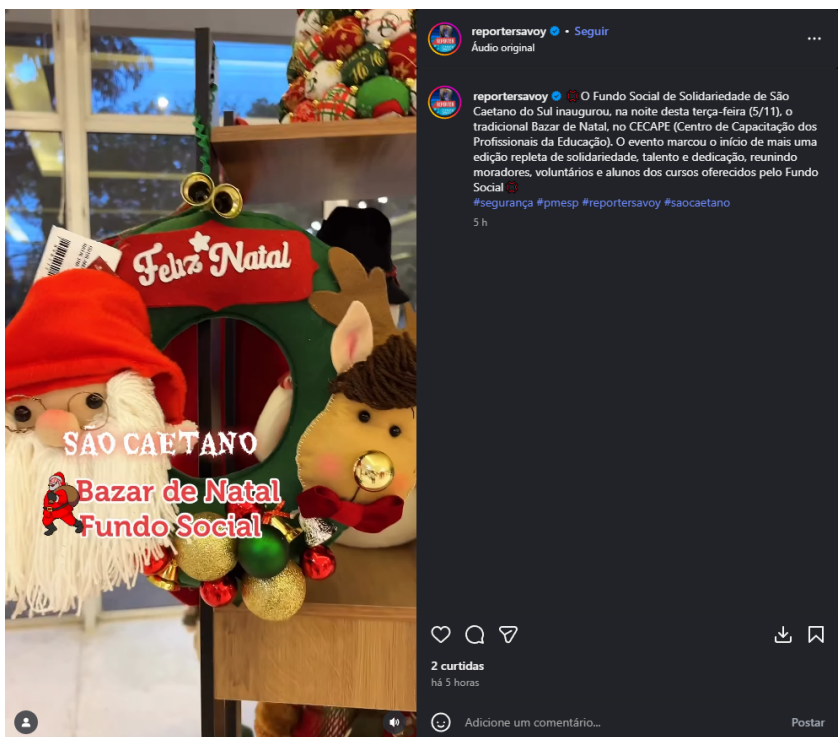 Feliz Natal
SÃO CAETANO
Bazar de Natal
Fundo Social
reportersavoy • Seguir
Áudio original
reportersavoy O Fundo Social de Solidariedade de São
Caetano do Sul inaugurou, na noite desta terça-feira (5/11), o
tradicional Bazar de Natal, no CECAPE (Centro de Capacitação dos
Profissionais da Educação). O evento marcou o início de mais uma
edição repleta de solidariedade, talento e dedicação, reunindo
moradores, voluntários e alunos dos cursos oferecidos pelo Fundo
Social
#segurança #pmesp #reportersavoy #saocaetano
5 h
2 curtidas
há 5 horas
Adicione um comentário...
Postar